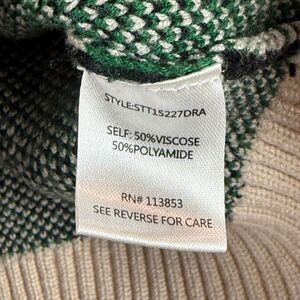 STYLE:STT15227DRA
SELF: 50%VISCOSE
50%POLYAMIDE
RN# 113853
SEE REVERSE FOR CARE